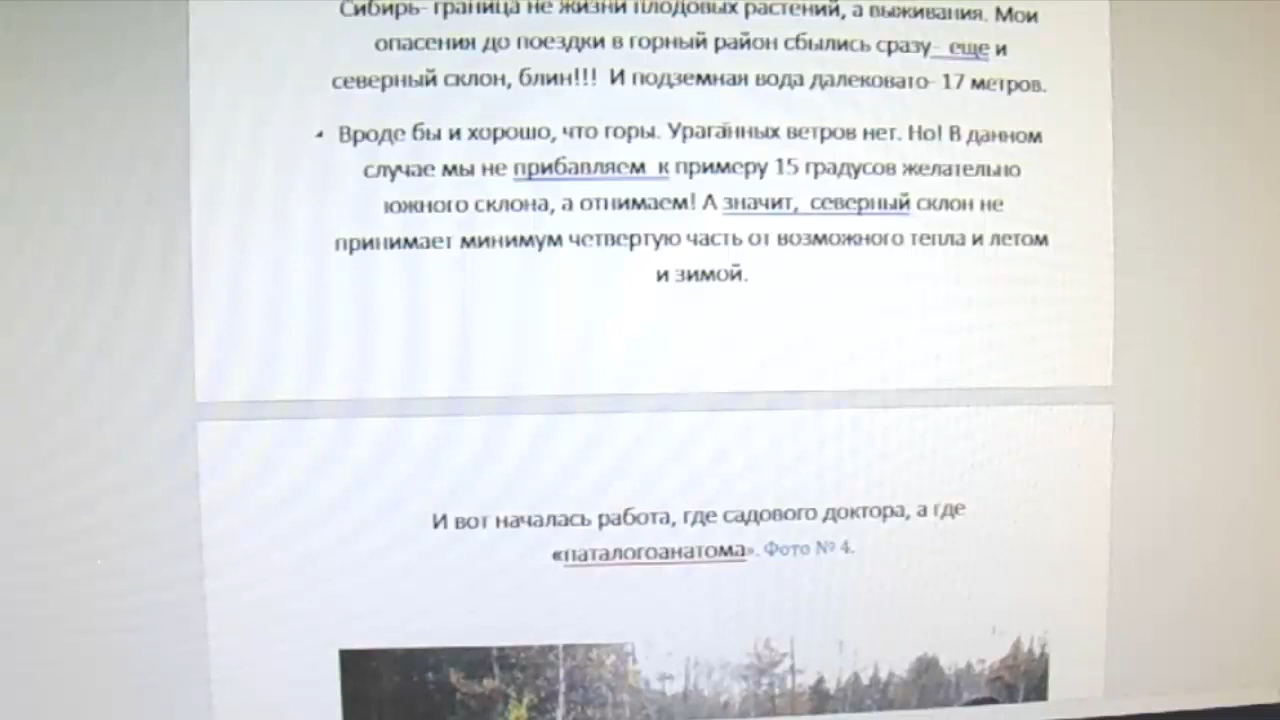 Сибирь- граница не жизни плодовых растений, а выживания. Мои
опасения до поездки в горный район сбылись сразу- еще и
северный склон, блин!!! И подземная вода далековато- 17 метров.
• Вроде бы и хорошо, что горы. Ураганных ветров нет. Но! В данном
случае мы не прибавляем к примеру 15 градусов желательно
южного склона, а отнимаем! А значит, северный склон не
принимает минимум четвертую часть от возможного тепла и летом
и зимой.
И вот началась работа, где садового доктора, а где
«паталогоанатома». Фото № 4.